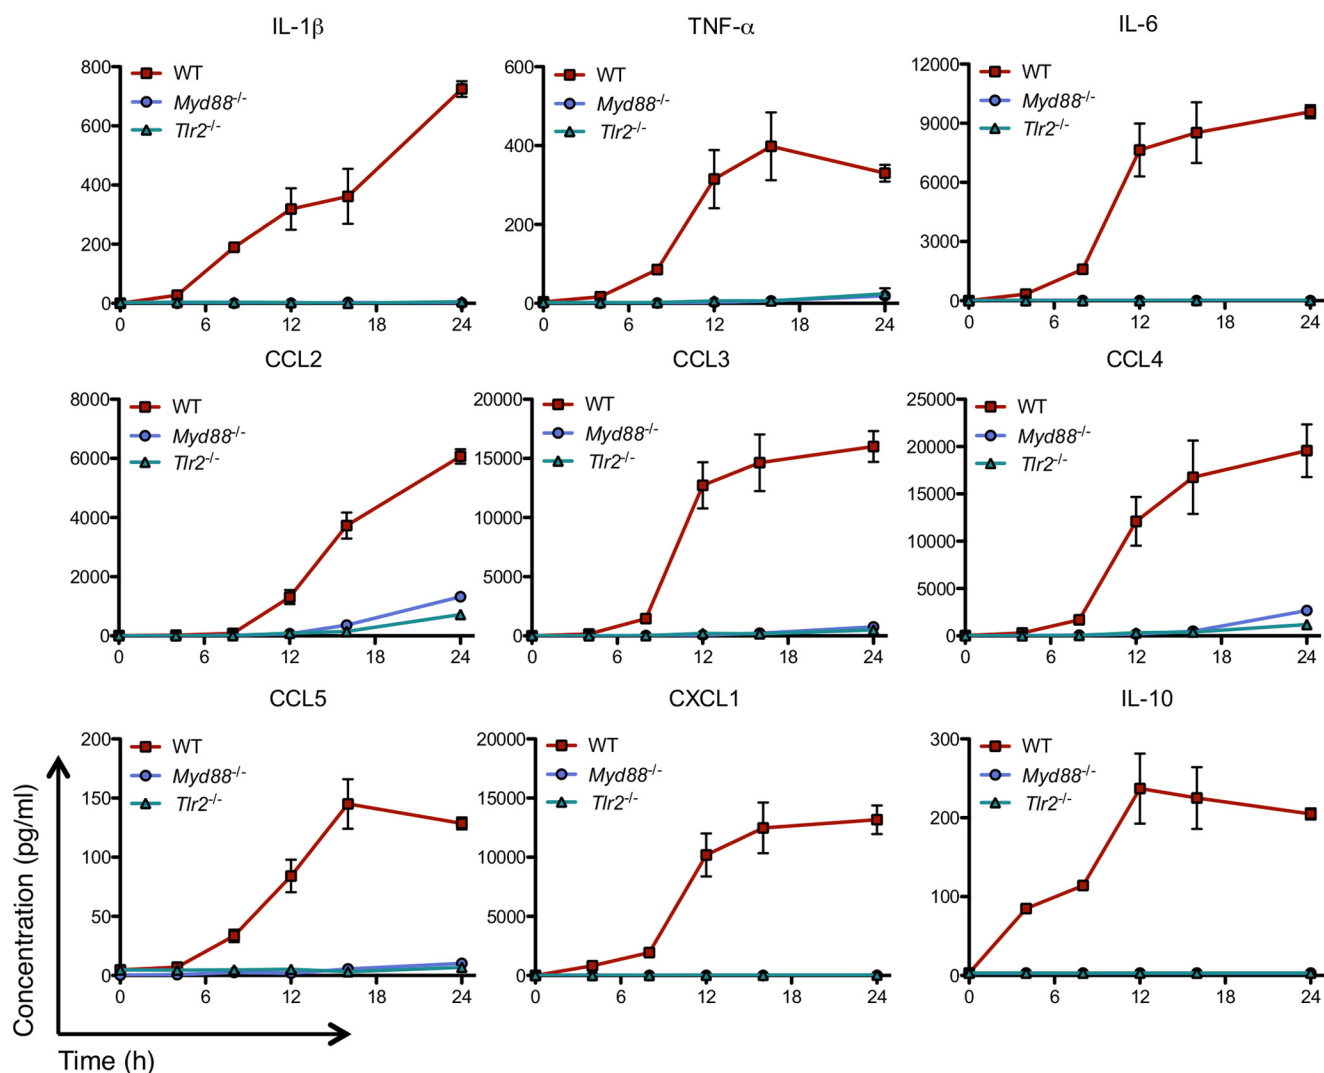 IL-1β
800
600
400
200
0
0 6 12 18 24
WT
Myd88-/-
Tlr2-/-
TNF-α
600
400
200
0
0 6 12 18 24
WT
Myd88-/-
Tlr2-/-
IL-6
12000
9000
6000
3000
0
0 6 12 18 24
WT
Myd88-/-
Tlr2-/-
CCL2
8000
6000
4000
2000
0
0 6 12 18 24
WT
Myd88-/-
Tlr2-/-
CCL3
20000
15000
10000
5000
0
0 6 12 18 24
WT
Myd88-/-
Tlr2-/-
CCL4
25000
20000
15000
10000
5000
0
0 6 12 18 24
WT
Myd88-/-
Tlr2-/-
CCL5
200
150
100
50
0
0 6 12 18 24
WT
Myd88-/-
Tlr2-/-
CXCL1
20000
15000
10000
5000
0
0 6 12 18 24
WT
Myd88-/-
Tlr2-/-
IL-10
300
200
100
0
0 6 12 18 24
WT
Myd88-/-
Tlr2-/-
Concentration (pg/ml)
Time (h)